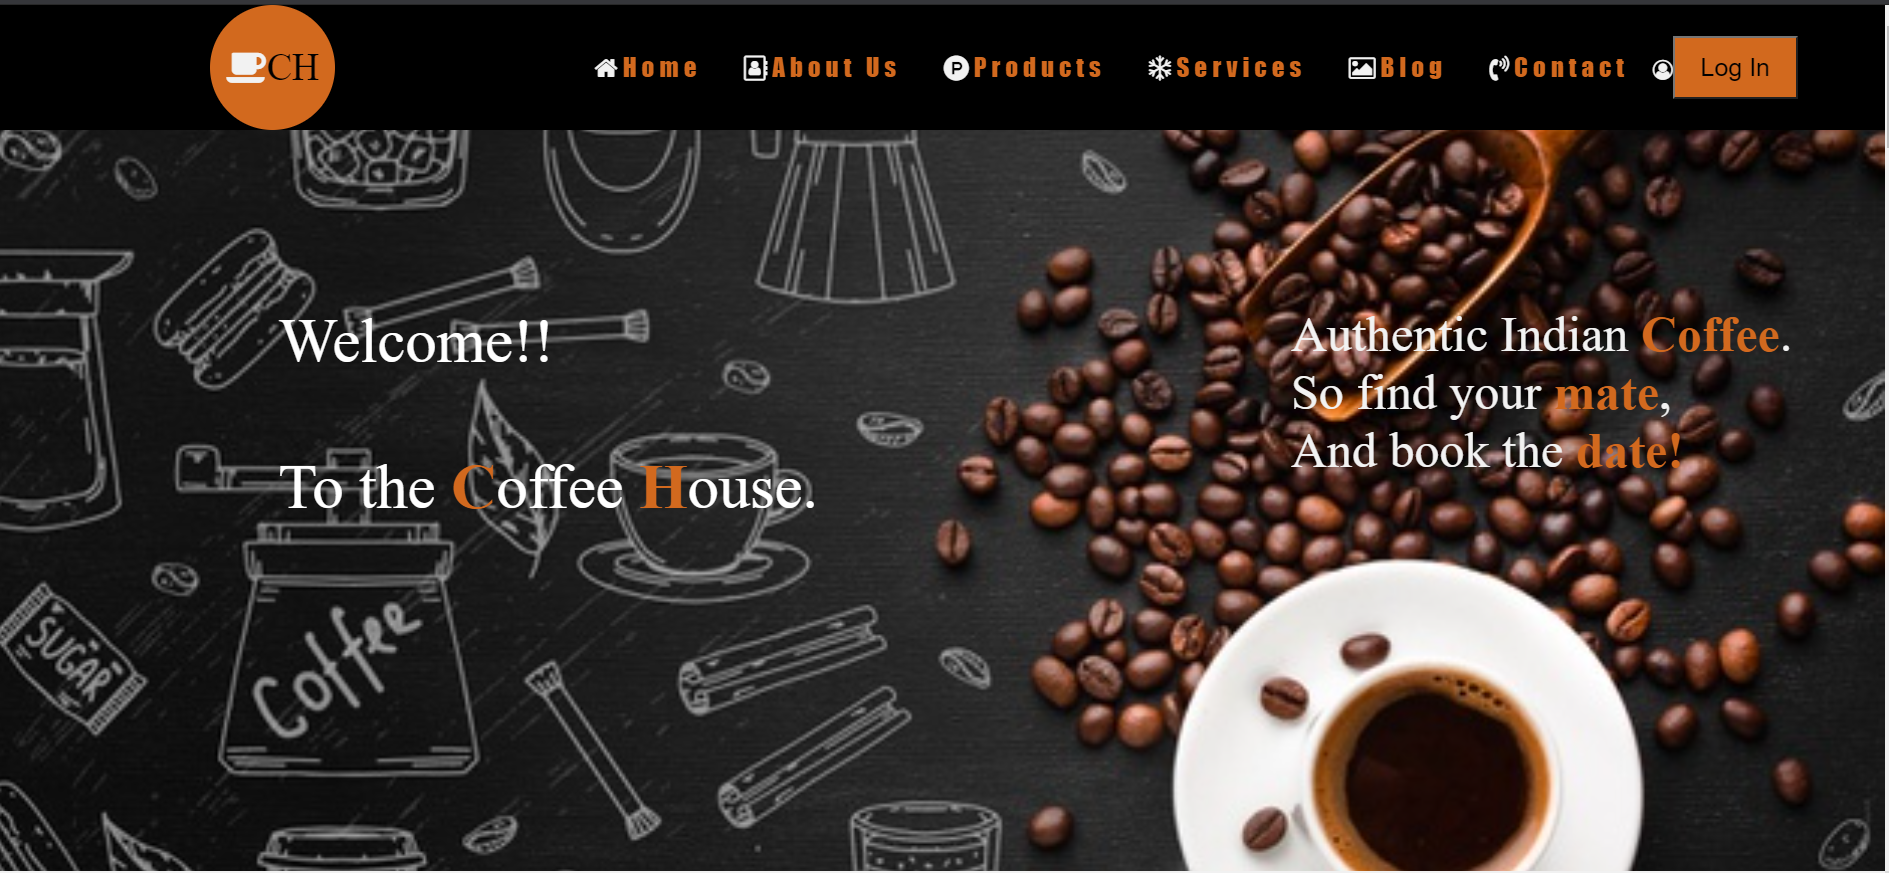 CH
Home About Us Products Services Blog Contact Log In
Welcome!!
To the Coffee House.
Authentic Indian Coffee.
So find your mate,
And book the date!
SUGAR
Coffee